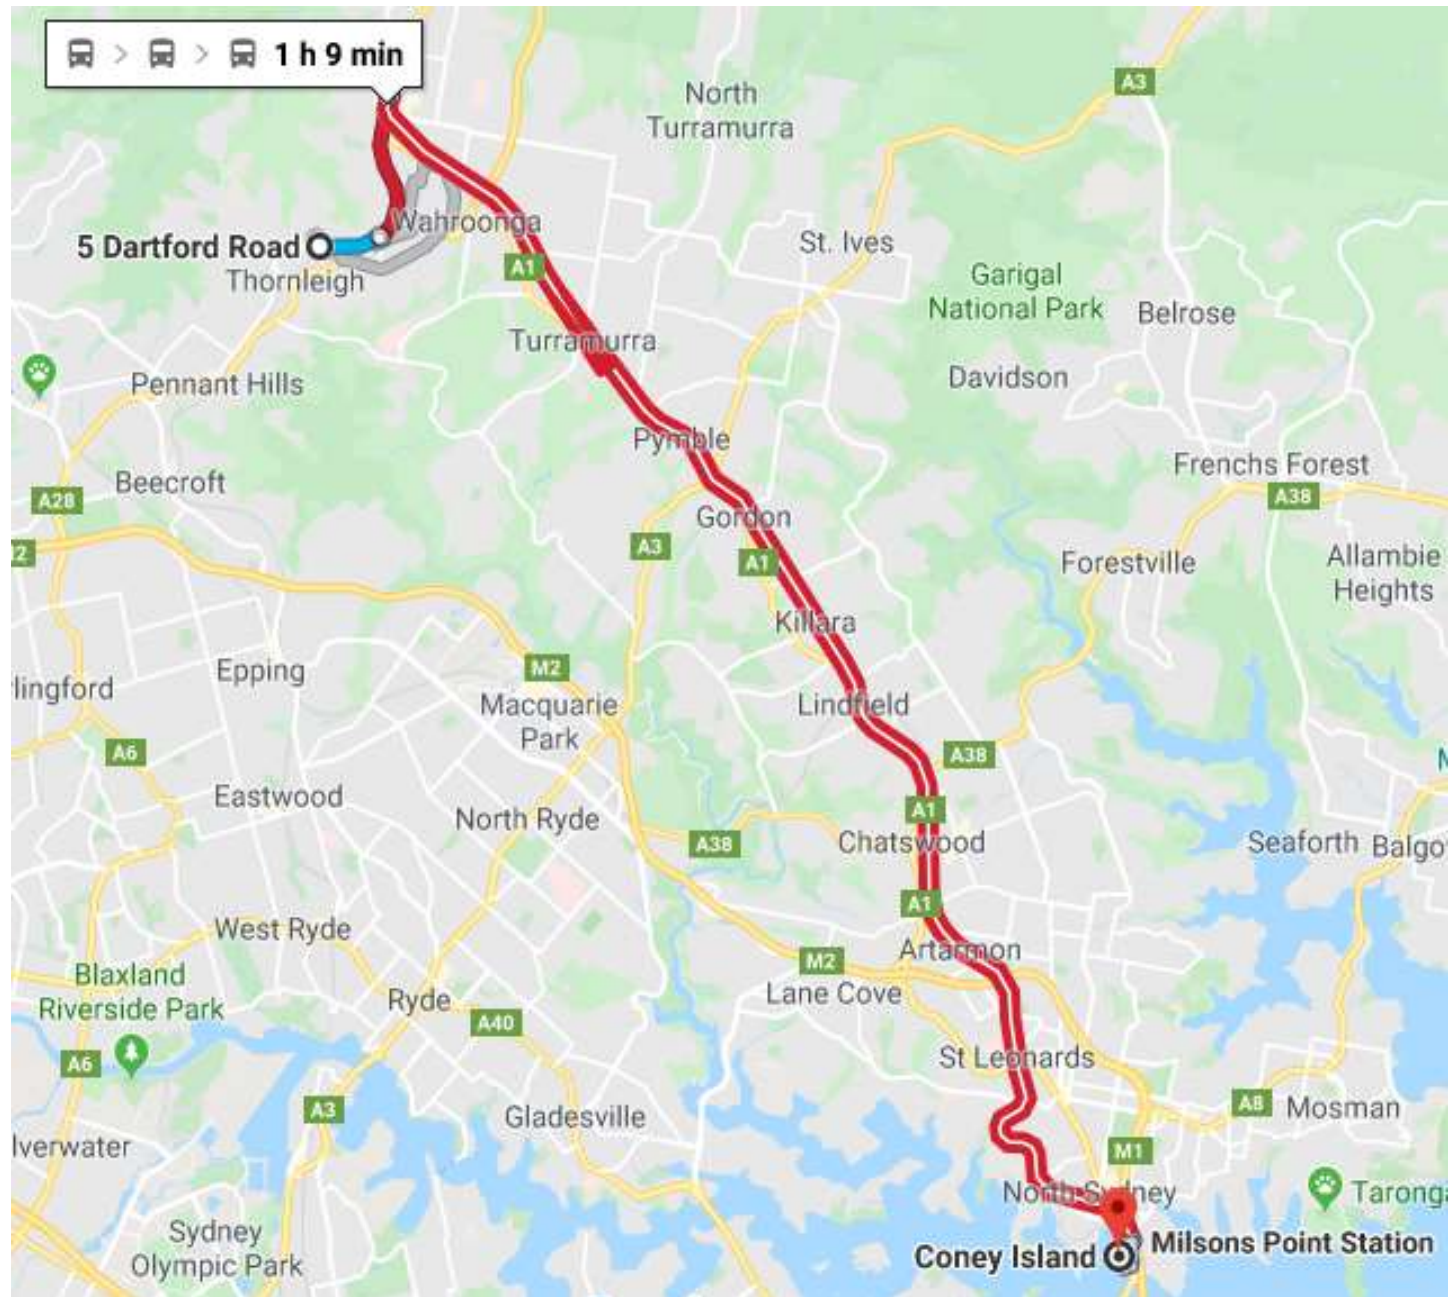 1 h 9 min
A3
North
Turramurra
Wahroonga
5 Dartford Road
Thornleigh
St. Ives
A1
Garigal
National Park
Belrose
Turramurra
Davidson
Pennant Hills
Pymble
Beecroft
Frenchs Forest
A28
A38
Gordon
A3
A1
Forestville
Allambie
Heights
2
Killara
Epping
M2
lingford
Macquarie
Park
Lindfield
A6
A38
Eastwood
North Ryde
A1
A38
Chatswood
Seaforth
Balgo
A1
West Ryde
Artarmon
Blaxland
Riverside Park
M2
Lane Cove
Ryde
A40
A6
St Leonards
A3
Gladesville
A8
Mosman
lverwater
M1
North Sydney
Taronga
Sydney
Olympic Park
Coney Island
Milsons Point Station